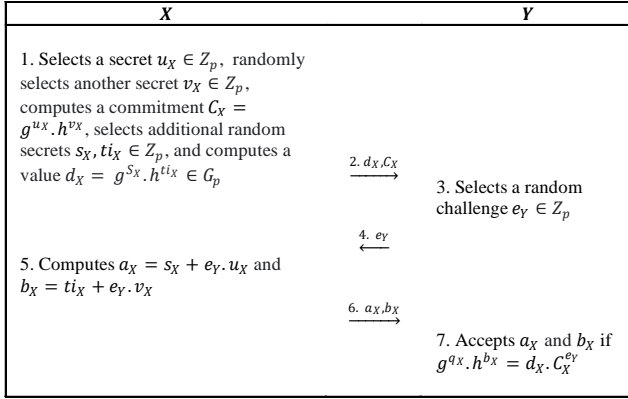 X Y
1. Selects a secret u_X ∈ Z_p, randomly
selects another secret v_X ∈ Z_p,
computes a commitment C_X =
g^{u_X}.h^{v_X}, selects additional random
secrets s_X, ti_X ∈ Z_p, and computes a
value d_X = g^{S_X}.h^{ti_X} ∈ G_p
2. d_X,C_X
→
3. Selects a random
challenge e_Y ∈ Z_p
4. e_Y
←
5. Computes a_X = s_X + e_Y.u_X and
b_X = ti_X + e_Y.v_X
6. a_X,b_X
→
7. Accepts a_X and b_X if
g^{q_X}.h^{b_X} = d_X.C_X^{e_Y}